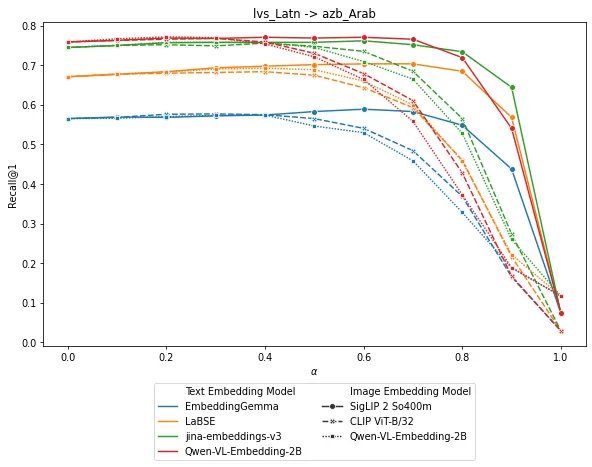 lvs_Latn -> azb_Arab
Recall@1
0.8
0.7
0.6
0.5
0.4
0.3
0.2
0.1
0.0
0.0 0.2 0.4 0.6 0.8 1.0
α
Text Embedding Model
EmbeddingGemma
LaBSE
jina-embeddings-v3
Qwen-VL-Embedding-2B
Image Embedding Model
SigLIP 2 So400m
CLIP ViT-B/32
Qwen-VL-Embedding-2B